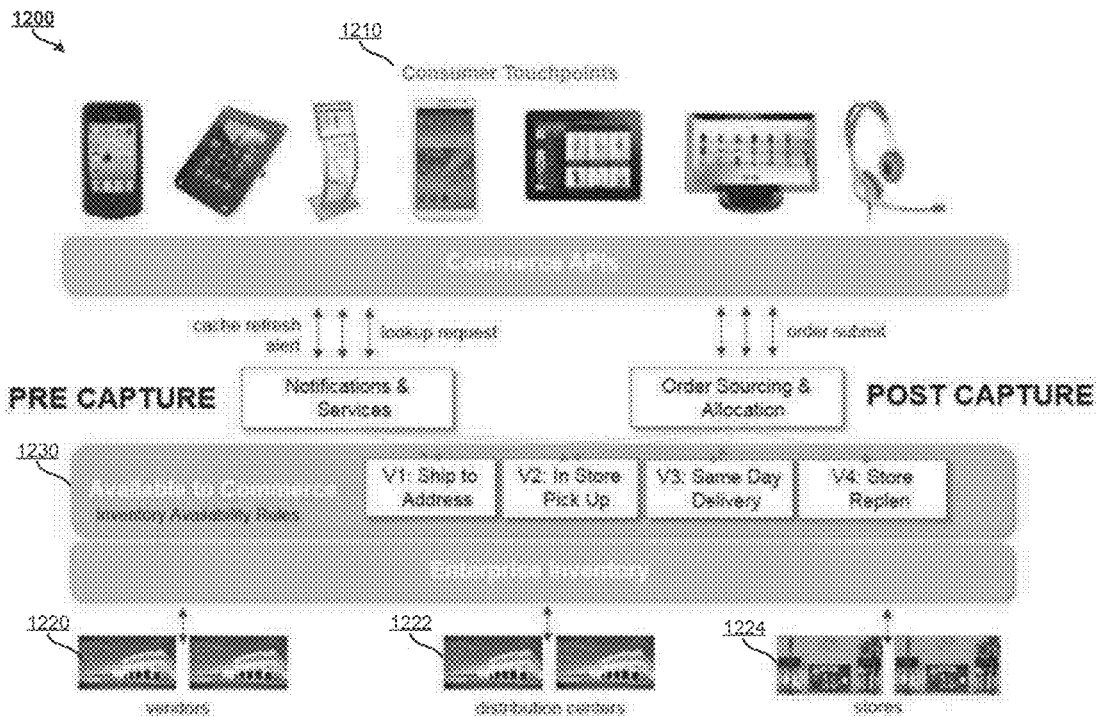 1200
1210
Consumer Touchpoints
cache refresh
alert
lookup request
order submit
PRE CAPTURE
Notifications &
Services
Order Sourcing &
Allocation
POST CAPTURE
1230
V1: Ship to
Address
V2: In Store
Pick Up
V3: Same Day
Delivery
V4: Store
Replen
Inventory Availability Rules
Enterprise Inventory
1220
1222
1224
vendors
distribution centers
stores